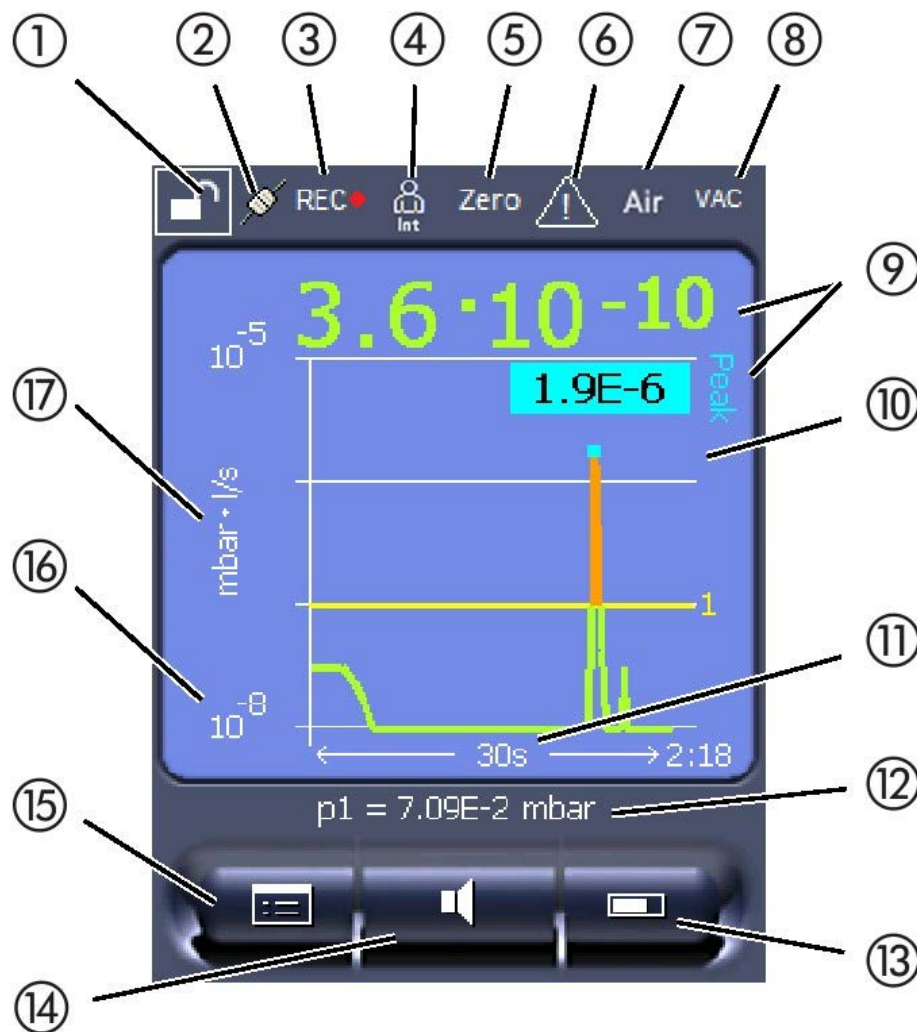 ① ② ③ ④ ⑤ ⑥ ⑦ ⑧
REC Int Zero ! Air VAC
⑨
3.6 · 10 -10
10 -5
Peak
1.9E-6
⑩
⑰
mbar · l/s
⑯
1
⑪
10 -8
30s 2:18
⑫
p1 = 7.09E-2 mbar
⑮
⑬
⑭